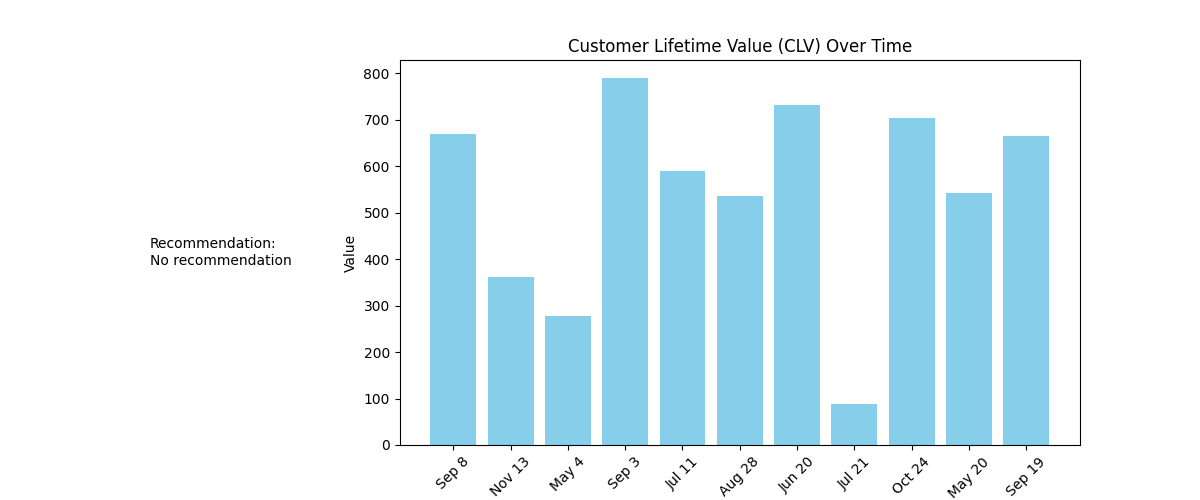 Customer Lifetime Value (CLV) Over Time
800
700
600
500
400
300
200
100
0
Value
Recommendation:
No recommendation
Sep 8
Nov 13
May 4
Sep 3
Jul 11
Aug 28
Jun 20
Jul 21
Oct 24
May 20
Sep 19